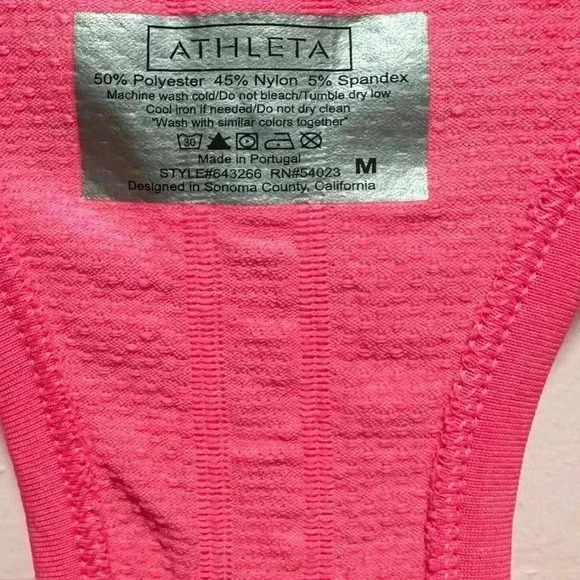 ATHLETA
50% Polyester 45% Nylon 5% Spandex
Machine wash cold/Do not bleach/Tumble dry low
Cool iron if needed/Do not dry clean
"Wash with similar colors together"
30
Made in Portugal
STYLE#643266 RN#54023 M
Designed in Sonoma County, California